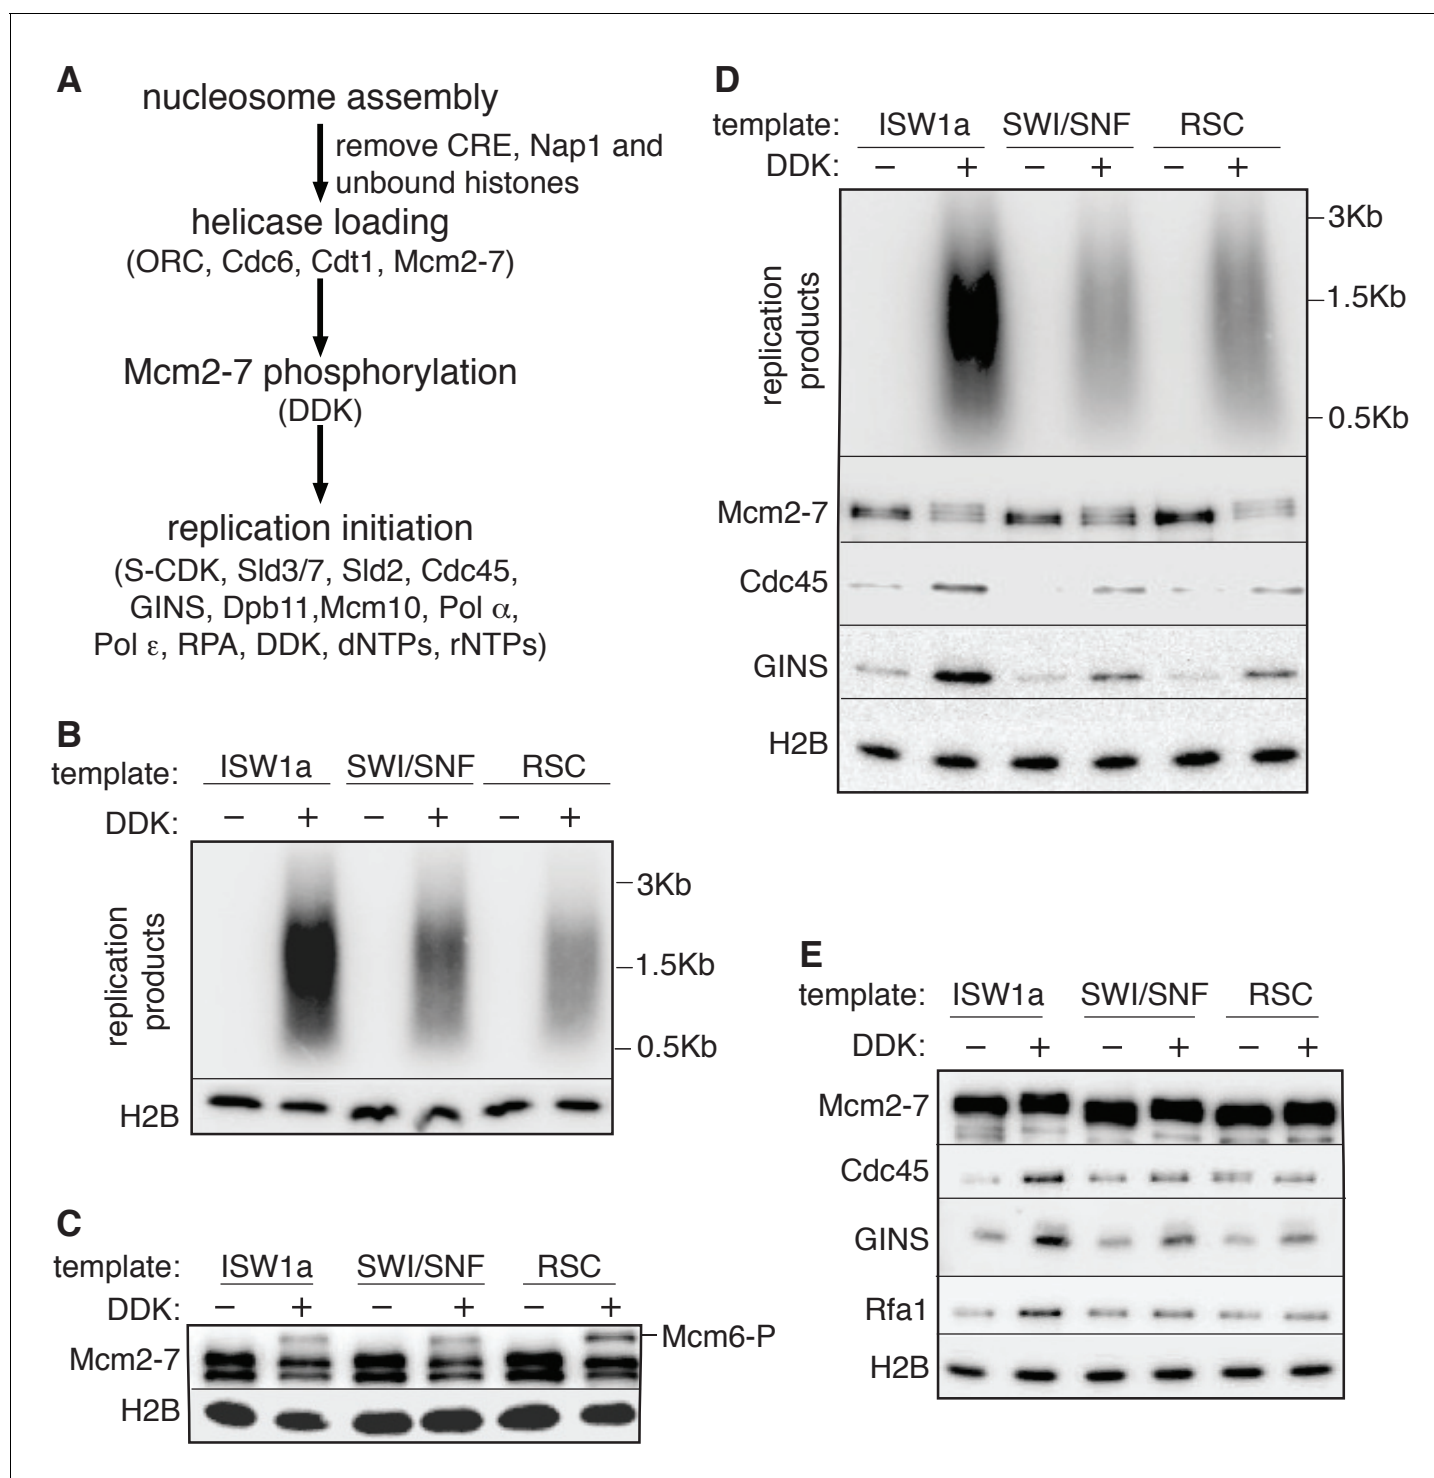 A
nucleosome assembly
remove CRE, Nap1 and
unbound histones
helicase loading
(ORC, Cdc6, Cdt1, Mcm2-7)
Mcm2-7 phosphorylation
(DDK)
replication initiation
(S-CDK, Sld3/7, Sld2, Cdc45,
GINS, Dpb11,Mcm10, Pol α,
Pol ε, RPA, DDK, dNTPs, rNTPs)
B
template: ISW1a SWI/SNF RSC
DDK: − + − + − +
replication
products
3Kb
1.5Kb
0.5Kb
H2B
C
template: ISW1a SWI/SNF RSC
DDK: − + − + − +
Mcm6-P
Mcm2-7
H2B
D
template: ISW1a SWI/SNF RSC
DDK: − + − + − +
replication
products
3Kb
1.5Kb
0.5Kb
Mcm2-7
Cdc45
GINS
H2B
E
template: ISW1a SWI/SNF RSC
DDK: − + − + − +
Mcm2-7
Cdc45
GINS
Rfa1
H2B